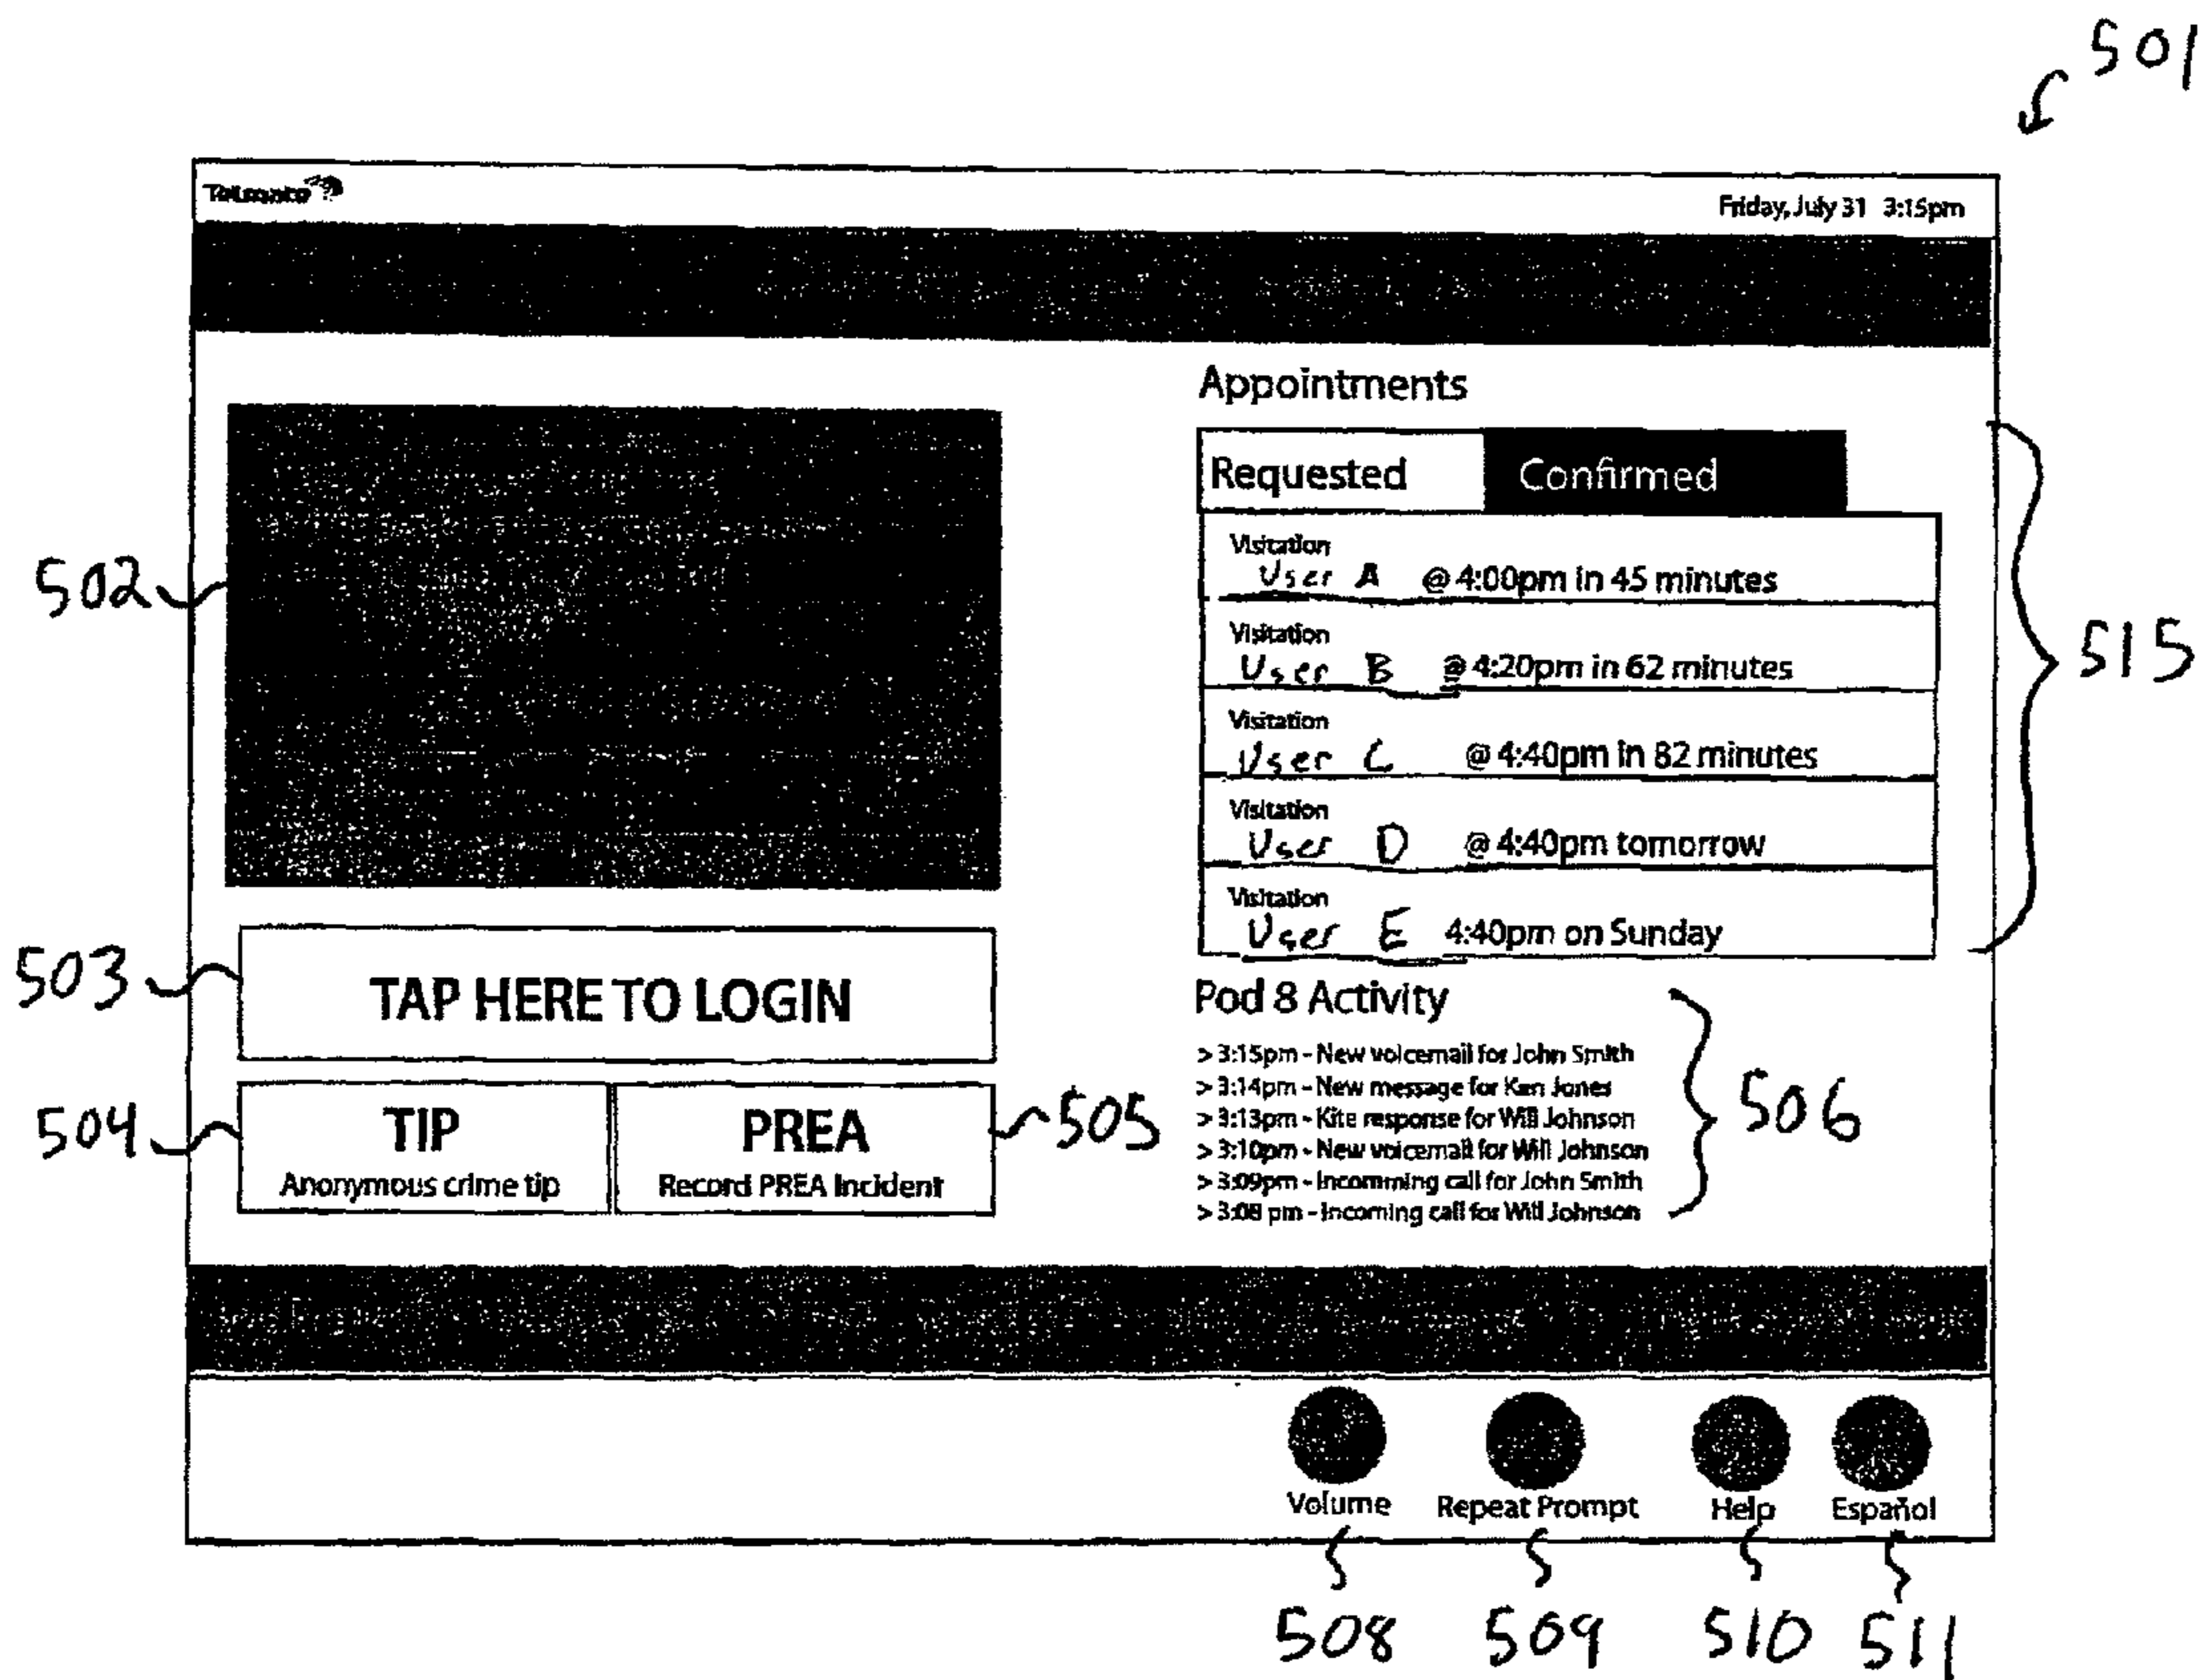 501
Telmate
Friday, July 31 3:15pm
Appointments
Requested Confirmed
Visitation
User A @ 4:00pm in 45 minutes
Visitation
User B @ 4:20pm in 62 minutes
Visitation
User C @ 4:40pm in 82 minutes
Visitation
User D @ 4:40pm tomorrow
Visitation
User E 4:40pm on Sunday
515
502
503
TAP HERE TO LOGIN
504
TIP
Anonymous crime tip
PREA
Record PREA Incident
505
Pod 8 Activity
> 3:15pm - New voicemail for John Smith
> 3:14pm - New message for Ken Jones
> 3:13pm - Kite response for Will Johnson
> 3:10pm - New voicemail for Will Johnson
> 3:09pm - Incomming call for John Smith
> 3:08 pm - Incoming call for Will Johnson
506
Volume Repeat Prompt Help Español
508 509 510 511